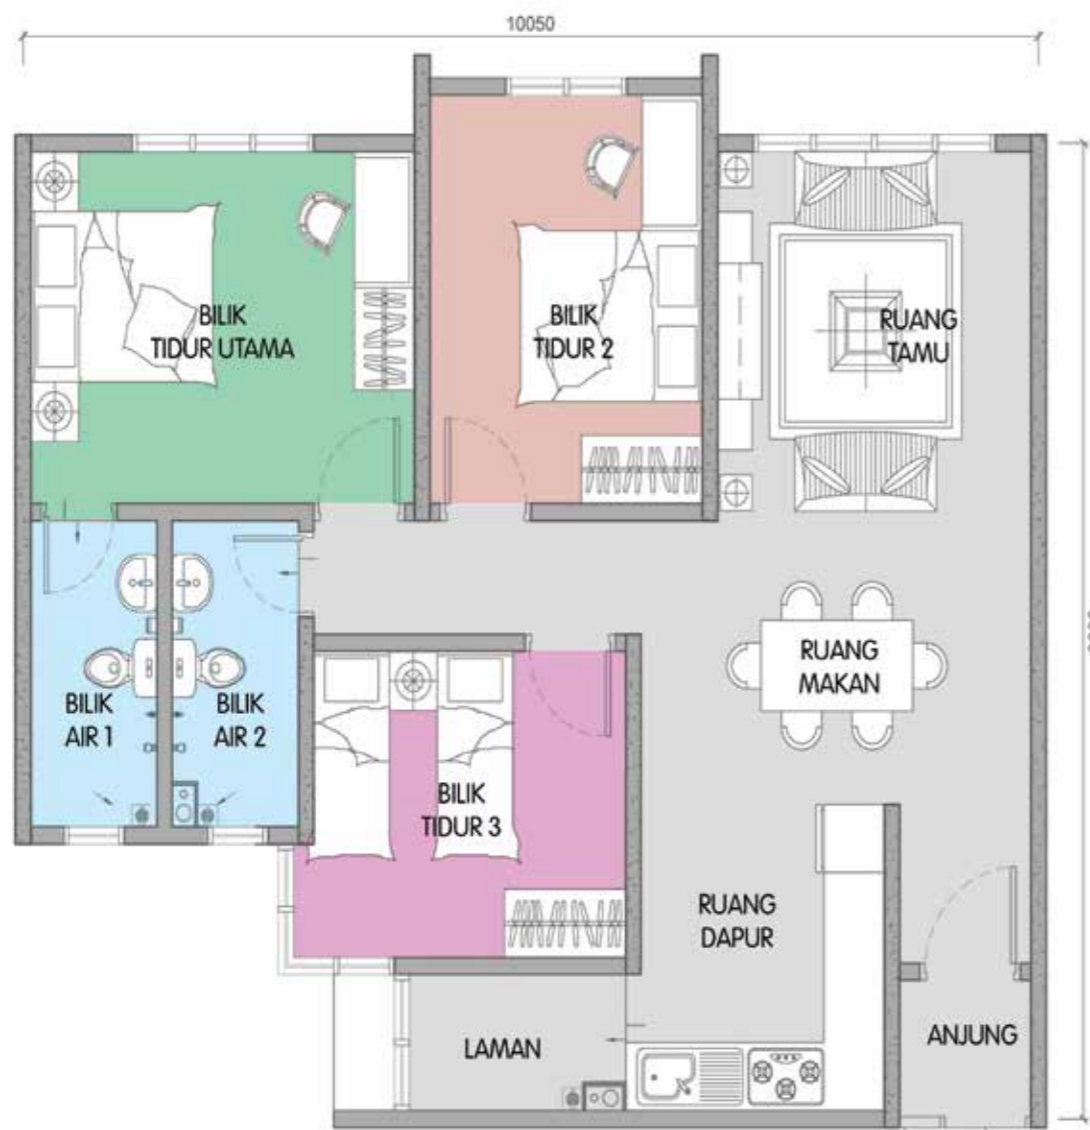 10050
BILIK
TIDUR UTAMA
BILIK
TIDUR 2
RUANG
TAMU
RUANG
MAKAN
BILIK
AIR 1
BILIK
AIR 2
BILIK
TIDUR 3
RUANG
DAPUR
LAMAN
ANJUNG